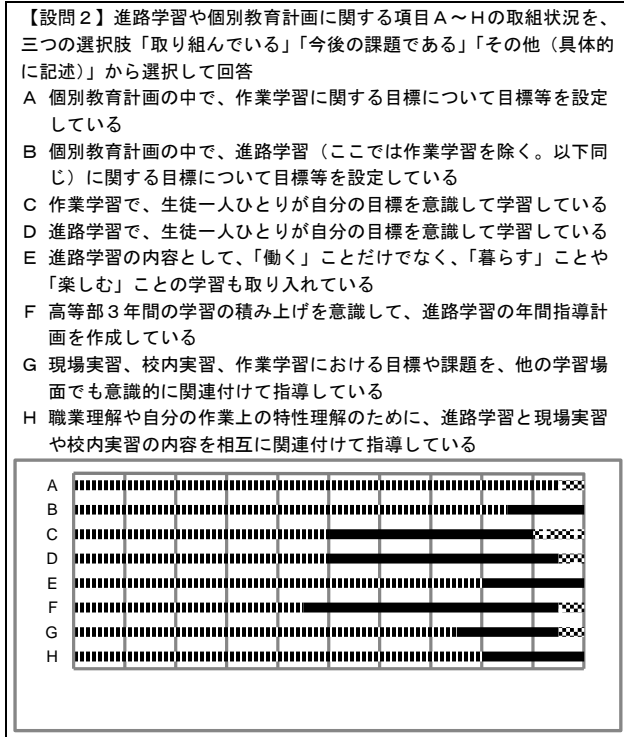 【設問２】進路学習や個別教育計画に関する項目Ａ～Ｈの取組状況を、
三つの選択肢「取り組んでいる」「今後の課題である」「その他（具体的
に記述）」から選択して回答
Ａ 個別教育計画の中で、作業学習に関する目標について目標等を設定
している
Ｂ 個別教育計画の中で、進路学習（ここでは作業学習を除く。以下同
じ）に関する目標について目標等を設定している
Ｃ 作業学習で、生徒一人ひとりが自分の目標を意識して学習している
Ｄ 進路学習で、生徒一人ひとりが自分の目標を意識して学習している
Ｅ 進路学習の内容として、「働く」ことだけでなく、「暮らす」ことや
「楽しむ」ことの学習も取り入れている
Ｆ 高等部３年間の学習の積み上げを意識して、進路学習の年間指導計
画を作成している
Ｇ 現場実習、校内実習、作業学習における目標や課題を、他の学習場
面でも意識的に関連付けて指導している
Ｈ 職業理解や自分の作業上の特性理解のために、進路学習と現場実習
や校内実習の内容を相互に関連付けて指導している
A
B
C
D
E
F
G
H